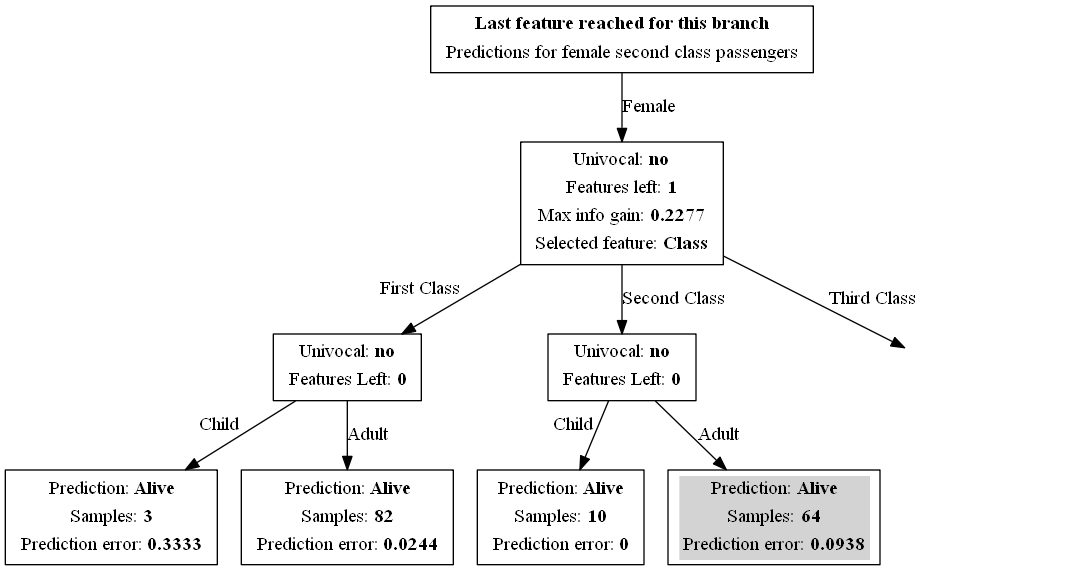 Last feature reached for this branch
Predictions for female second class passengers
Female
Univocal: no
Features left: 1
Max info gain: 0.2277
Selected feature: Class
First Class
Second Class
Third Class
Univocal: no
Features Left: 0
Univocal: no
Features Left: 0
Child
Adult
Child
Adult
Prediction: Alive
Samples: 3
Prediction error: 0.3333
Prediction: Alive
Samples: 82
Prediction error: 0.0244
Prediction: Alive
Samples: 10
Prediction error: 0
Prediction: Alive
Samples: 64
Prediction error: 0.0938